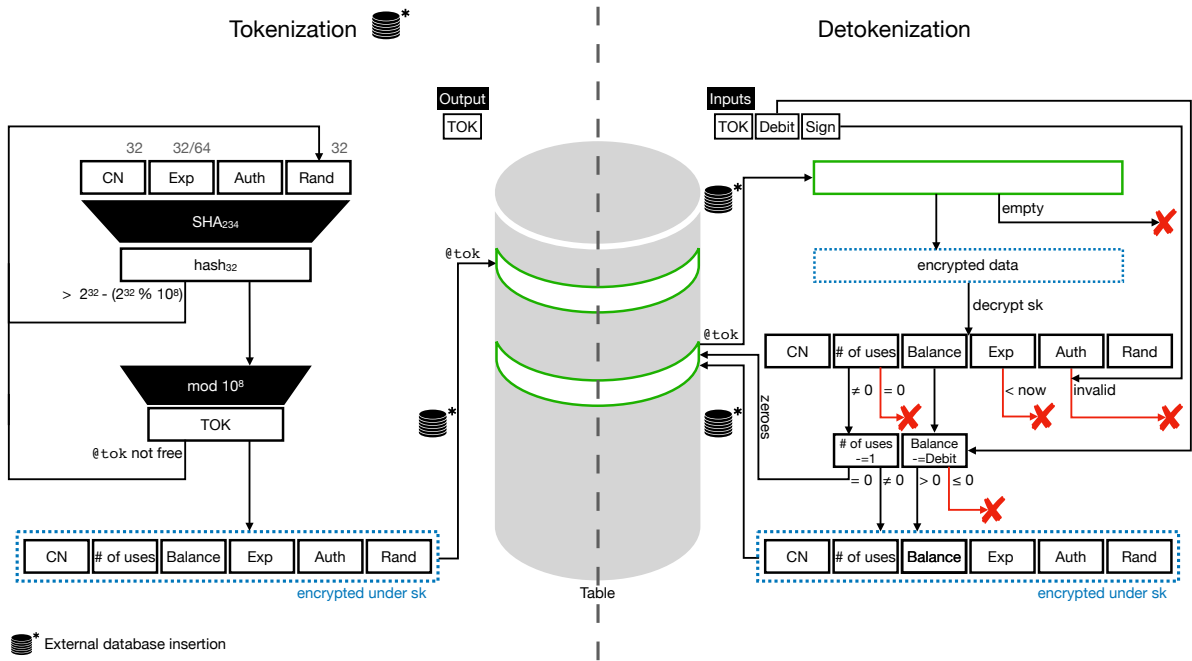 Tokenization *
Detokenization
Output
TOK
Inputs
TOK Debit Sign
32 32/64 32
CN Exp Auth Rand
SHA₂₃₄
hash₃₂
> 2³² - (2³² % 10⁸)
mod 10⁸
TOK
@tok not free
CN # of uses Balance Exp Auth Rand
encrypted under sk
* External database insertion
@tok
*
Table
*
@tok
*
zeroes
empty
encrypted data
decrypt sk
CN # of uses Balance Exp Auth Rand
≠ 0 = 0 < now invalid
# of uses
-=1
Balance
-=Debit
= 0 ≠ 0 > 0 ≤ 0
CN # of uses Balance Exp Auth Rand
encrypted under sk